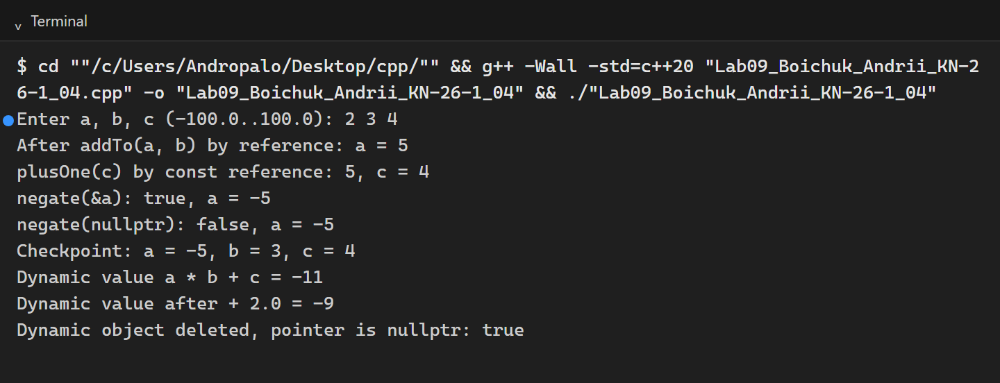 Terminal
$ cd ""/c/Users/Andropalo/Desktop/cpp/"" && g++ -Wall -std=c++20 "Lab09_Boichuk_Andrii_KN-2
6-1_04.cpp" -o "Lab09_Boichuk_Andrii_KN-26-1_04" && ./"Lab09_Boichuk_Andrii_KN-26-1_04"
Enter a, b, c (-100.0..100.0): 2 3 4
After addTo(a, b) by reference: a = 5
plusOne(c) by const reference: 5, c = 4
negate(&a): true, a = -5
negate(nullptr): false, a = -5
Checkpoint: a = -5, b = 3, c = 4
Dynamic value a * b + c = -11
Dynamic value after + 2.0 = -9
Dynamic object deleted, pointer is nullptr: true